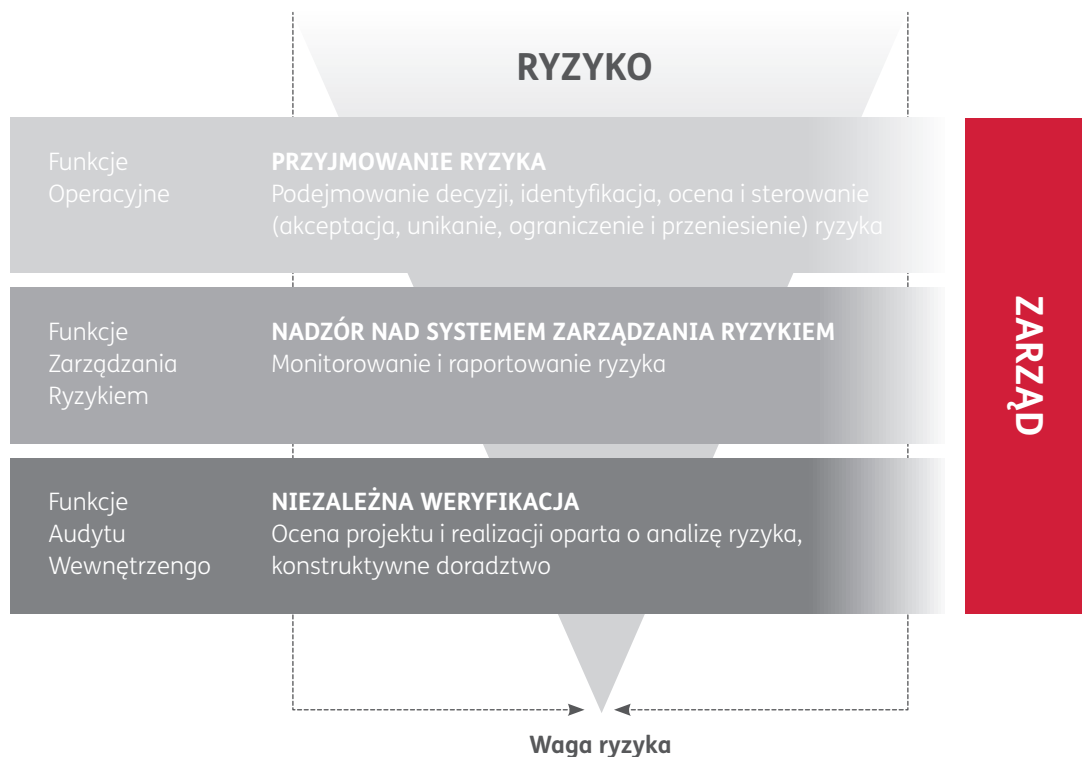 RYZYKO
Funkcje
Operacyjne
PRZYJMOWANIE RYZYKA
Podejmowanie decyzji, identyfikacja, ocena i sterowanie
(akceptacja, unikanie, ograniczenie i przeniesienie) ryzyka
Funkcje
Zarządzania
Ryzykiem
NADZÓR NAD SYSTEMEM ZARZĄDZANIA RYZYKIEM
Monitorowanie i raportowanie ryzyka
Funkcje
Audytu
Wewnętrzengo
NIEZALEŻNA WERYFIKACJA
Ocena projektu i realizacji oparta o analizę ryzyka,
konstruktywne doradztwo
ZARZĄD
Waga ryzyka